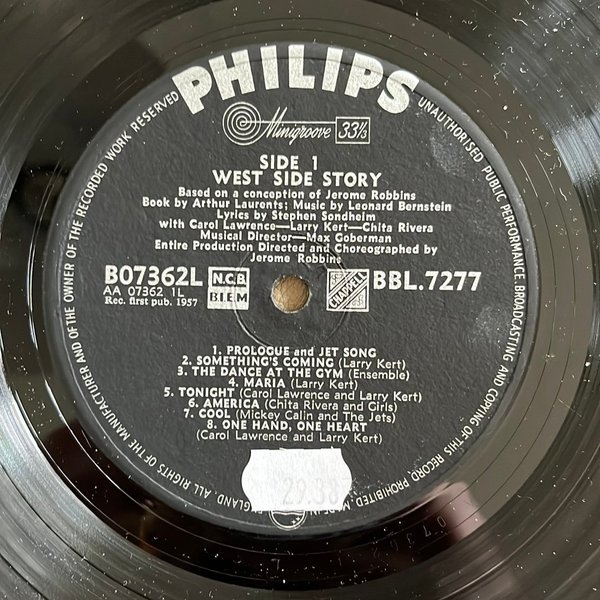 PHILIPS
Minigroove 33⅓
SIDE 1
WEST SIDE STORY
Based on a conception of Jerome Robbins
Book by Arthur Laurents; Music by Leonard Bernstein
Lyrics by Stephen Sondheim
with Carol Lawrence—Larry Kert—Chita Rivera
Musical Director—Max Goberman
Entire Production Directed and Choreographed by
Jerome Robbins
B07362L
AA 07362 1L
Rec. first pub. 1957
N.C.B.
BIEM
CHAPPELL
BBL.7277
1. PROLOGUE and JET SONG
2. SOMETHING'S COMING (Larry Kert)
3. THE DANCE AT THE GYM (Ensemble)
4. MARIA (Larry Kert)
5. TONIGHT (Carol Lawrence and Larry Kert)
6. AMERICA (Chita Rivera and Girls)
7. COOL (Mickey Calin and The Jets)
8. ONE HAND, ONE HEART
(Carol Lawrence and Larry Kert)
ALL RIGHTS OF THE MANUFACTURER AND OF THE OWNER OF THE RECORDED WORK RESERVED
UNAUTHORISED PUBLIC PERFORMANCE, BROADCASTING AND COPYING OF THIS RECORD PROHIBITED.
ENGLAND.